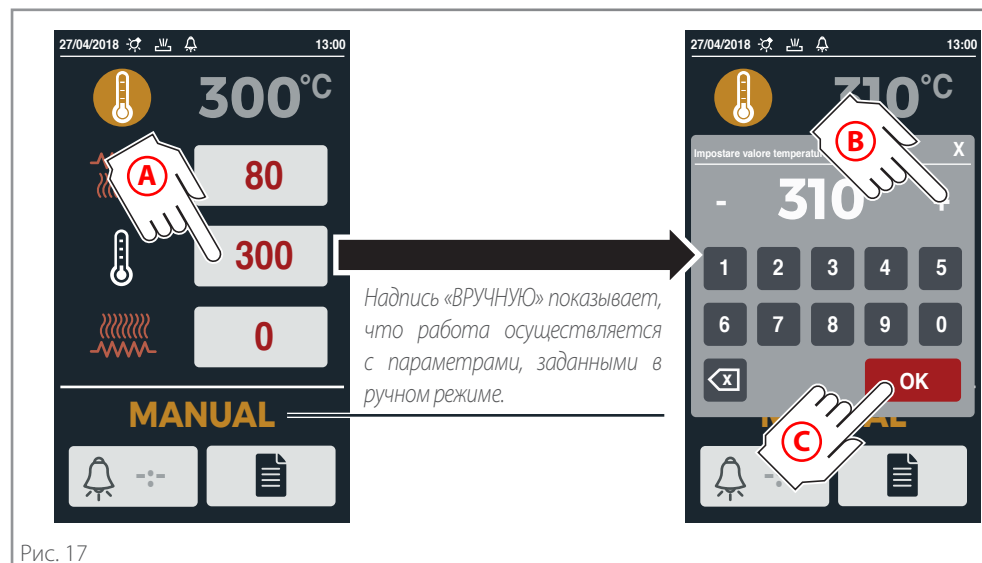 27/04/2018 13:00
300°C
A
80
300
0
MANUAL
-:-
Надпись «ВРУЧНУЮ» показывает,
что работа осуществляется
с параметрами, заданными в
ручном режиме.
27/04/2018 13:00
310°C
B
Impostare valore temperatu
X
- 310 +
1 2 3 4 5
6 7 8 9 0
X
OK
C
-:-
Рис. 17